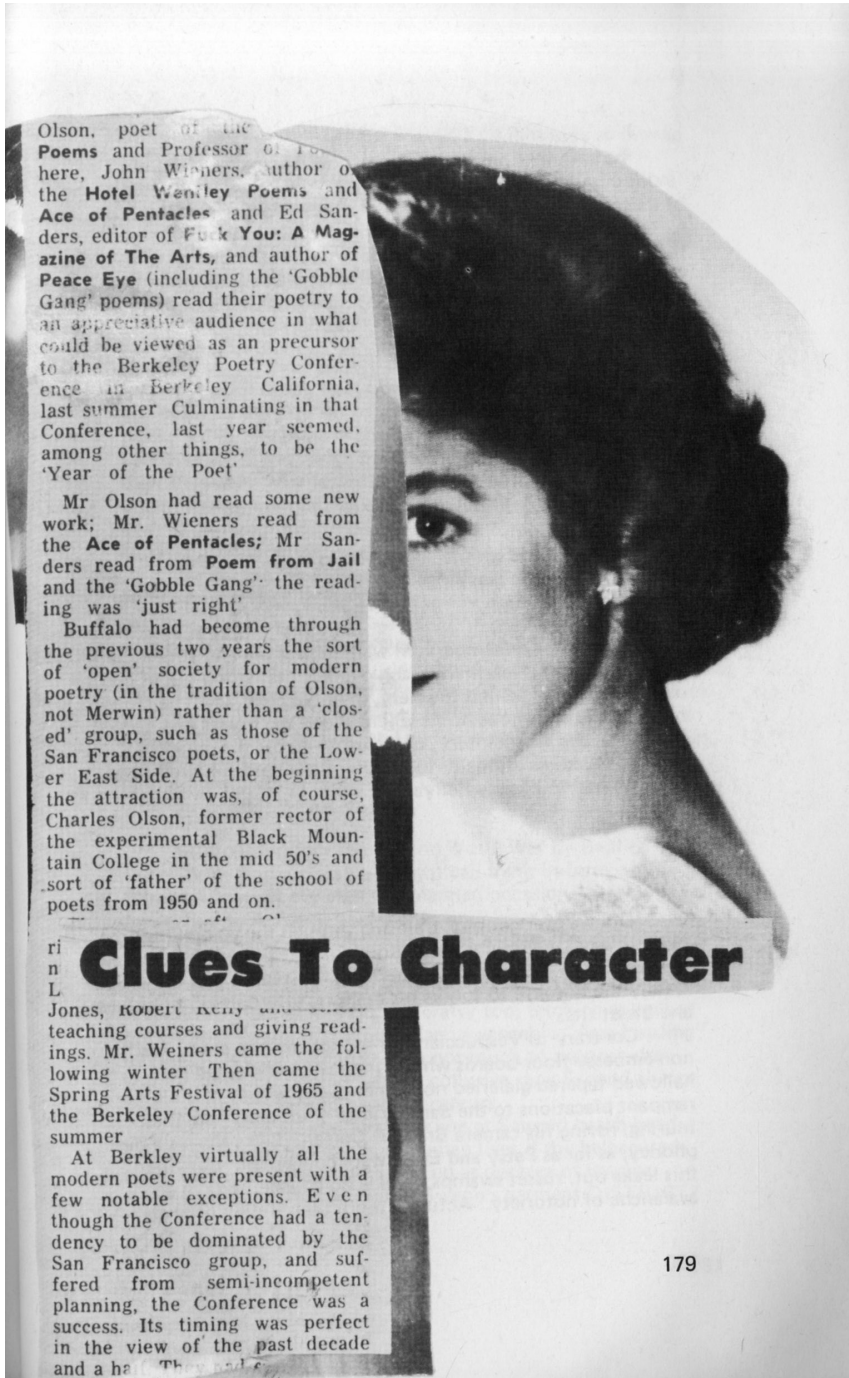 Olson, poet of the
Poems and Professor of
here, John Wieners, author of
the Hotel Wentley Poems and
Ace of Pentacles and Ed San-
ders, editor of Fuck You: A Mag-
azine of The Arts, and author of
Peace Eye (including the 'Gobble
Gang' poems) read their poetry to
an appreciative audience in what
could be viewed as an precursor
to the Berkeley Poetry Confer-
ence in Berkeley California,
last summer Culminating in that
Conference, last year seemed,
among other things, to be the
'Year of the Poet'
Mr Olson had read some new
work; Mr. Wieners read from
the Ace of Pentacles; Mr San-
ders read from Poem from Jail
and the 'Gobble Gang'· the read-
ing was 'just right'
Buffalo had become through
the previous two years the sort
of 'open' society for modern
poetry (in the tradition of Olson,
not Merwin) rather than a 'clos-
ed' group, such as those of the
San Francisco poets, or the Low-
er East Side. At the beginning
the attraction was, of course,
Charles Olson, former rector of
the experimental Black Moun-
tain College in the mid 50's and
sort of 'father' of the school of
poets from 1950 and on.
ri
n
L
Clues To Character
Jones, Robert Kelly and others
teaching courses and giving read-
ings. Mr. Weiners came the fol-
lowing winter Then came the
Spring Arts Festival of 1965 and
the Berkeley Conference of the
summer
At Berkley virtually all the
modern poets were present with a
few notable exceptions. Even
though the Conference had a ten-
dency to be dominated by the
San Francisco group, and suf-
fered from semi-incompetent
planning, the Conference was a
success. Its timing was perfect
in the view of the past decade
and a half They had
179